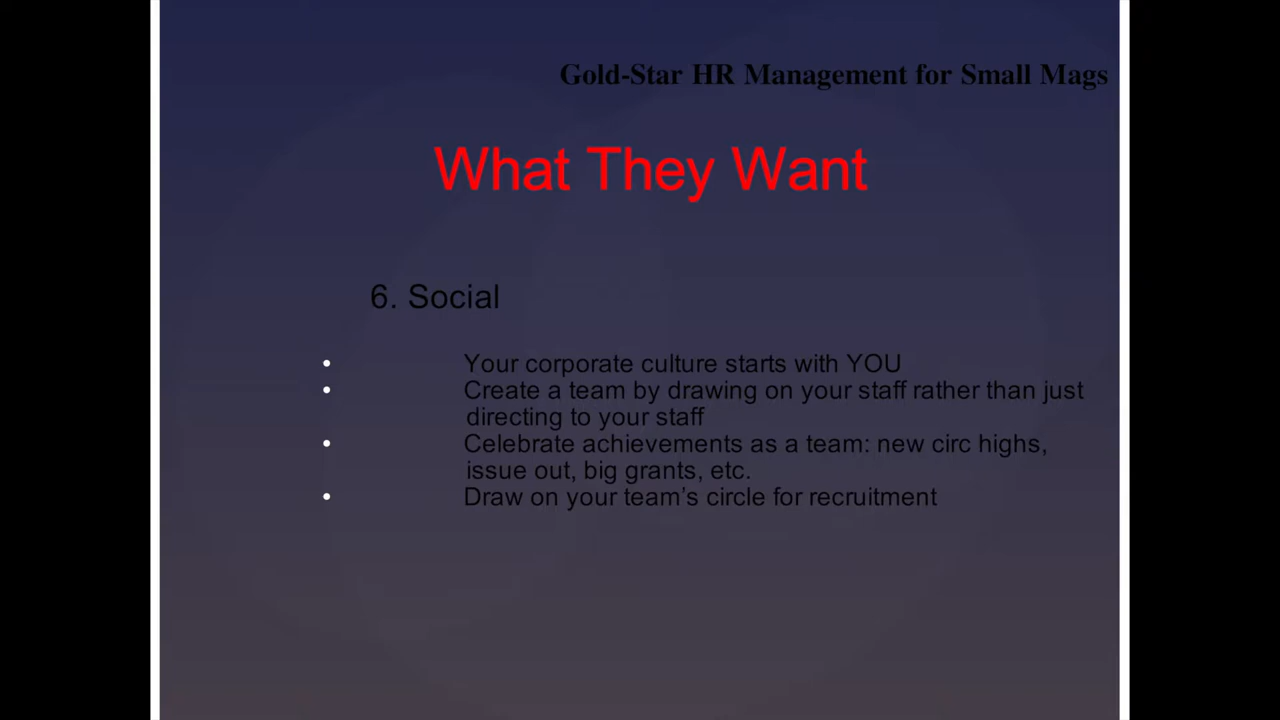 Gold-Star HR Management for Small Mags
What They Want
6. Social
• Your corporate culture starts with YOU
• Create a team by drawing on your staff rather than just
directing to your staff
• Celebrate achievements as a team: new circ highs,
issue out, big grants, etc.
• Draw on your team’s circle for recruitment